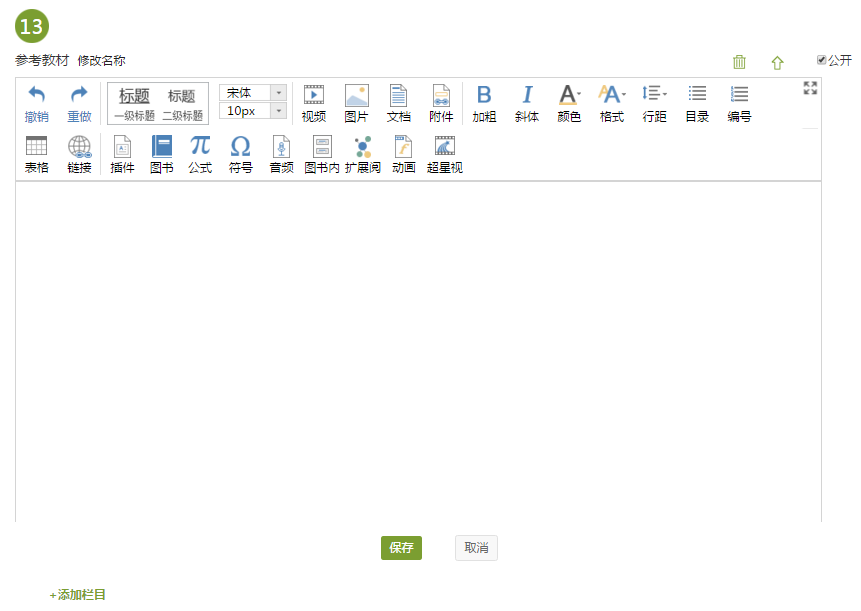 13
参考教材 修改名称 公开
撤销 重做 标题 一级标题 标题 二级标题 宋体 10px 视频 图片 文档 附件 B 加粗 I 斜体 A 颜色 AA 格式 行距 目录 编号
表格 链接 插件 图书 π 公式 Ω 符号 音频 图书内 扩展阅 动画 超星视
保存 取消
+添加栏目